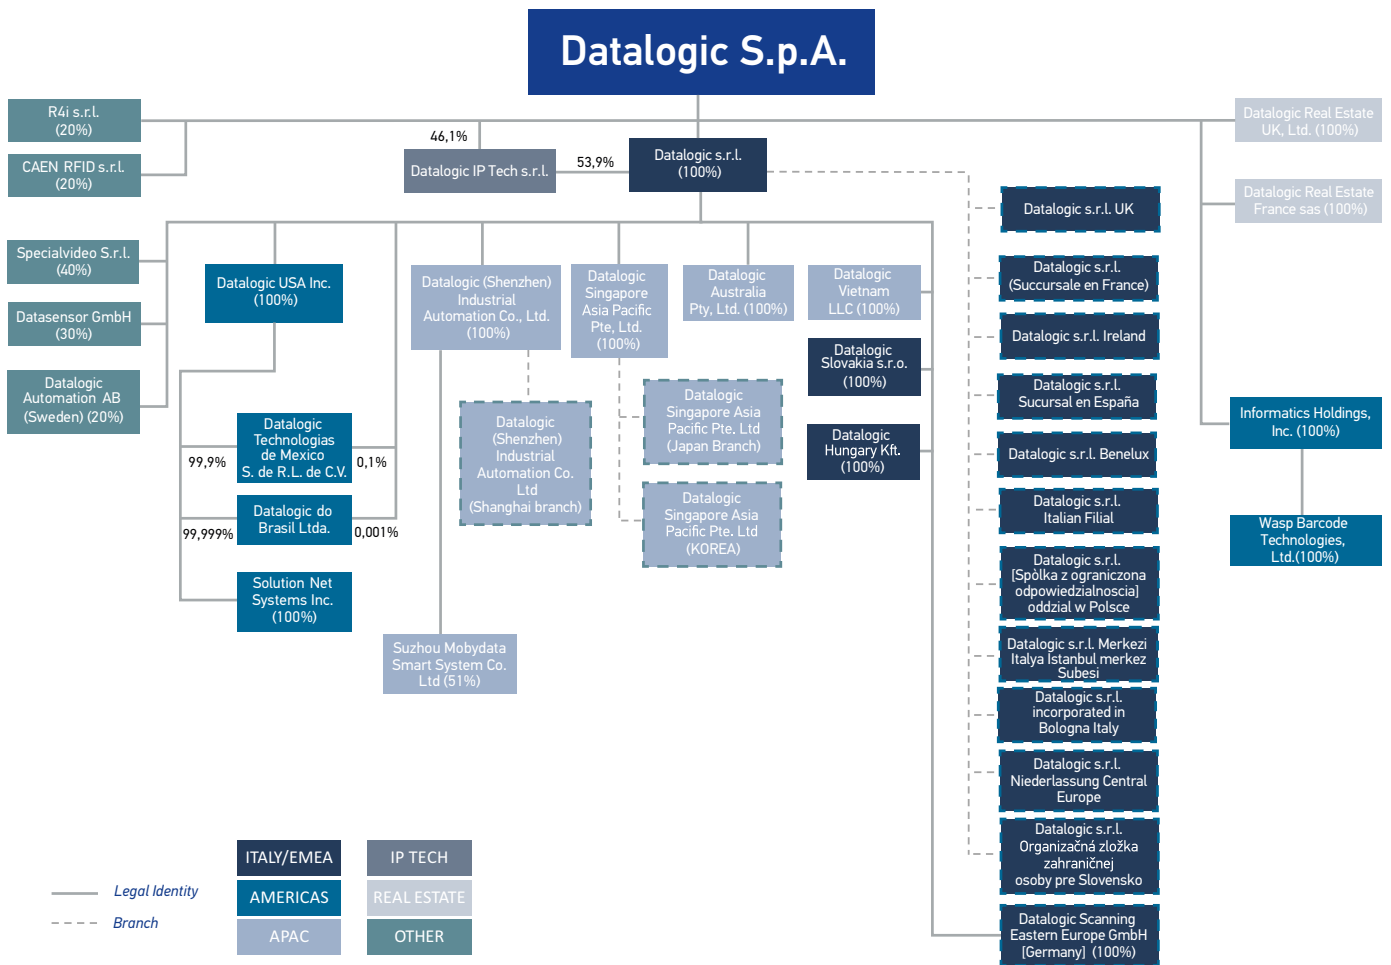 Datalogic S.p.A.
R4i s.r.l.
(20%)
CAEN RFID s.r.l.
(20%)
46,1%
Datalogic IP Tech s.r.l.
53,9%
Datalogic s.r.l.
(100%)
Datalogic Real Estate
UK, Ltd. (100%)
Datalogic Real Estate
France sas (100%)
Specialvideo S.r.l.
(40%)
Datasensor GmbH
(30%)
Datalogic
Automation AB
(Sweden) (20%)
Datalogic USA Inc.
(100%)
Datalogic (Shenzhen)
Industrial
Automation Co., Ltd.
(100%)
Datalogic
Singapore
Asia Pacific
Pte, Ltd.
(100%)
Datalogic
Australia
Pty, Ltd. (100%)
Datalogic
Vietnam
LLC (100%)
Datalogic
Slovakia s.r.o.
(100%)
Datalogic
Hungary Kft.
(100%)
Datalogic
Technologias
de Mexico
S. de R.L. de C.V.
99,9%
0,1%
Datalogic do
Brasil Ltda.
99,999%
0,001%
Solution Net
Systems Inc.
(100%)
Datalogic
(Shenzhen)
Industrial
Automation Co.
Ltd
(Shanghai branch)
Datalogic
Singapore Asia
Pacific Pte. Ltd
(Japan Branch)
Datalogic
Singapore Asia
Pacific Pte. Ltd
(KOREA)
Suzhou Mobydata
Smart System Co.
Ltd (51%)
Datalogic s.r.l. UK
Datalogic s.r.l.
(Succursale en France)
Datalogic s.r.l. Ireland
Datalogic s.r.l.
Sucursal en España
Datalogic s.r.l. Benelux
Datalogic s.r.l.
Italian Filial
Datalogic s.r.l.
[Spòlka z ograniczona
odpowiedzialnoscia]
oddzial w Polsce
Datalogic s.r.l. Merkezi
Italya Istanbul merkez
Subesi
Datalogic s.r.l.
incorporated in
Bologna Italy
Datalogic s.r.l.
Niederlassung Central
Europe
Datalogic s.r.l.
Organizačná zložka
zahraničnej
osoby pre Slovensko
Datalogic Scanning
Eastern Europe GmbH
[Germany] (100%)
Informatics Holdings,
Inc. (100%)
Wasp Barcode
Technologies,
Ltd.(100%)
Legal Identity
Branch
ITALY/EMEA
AMERICAS
APAC
IP TECH
REAL ESTATE
OTHER